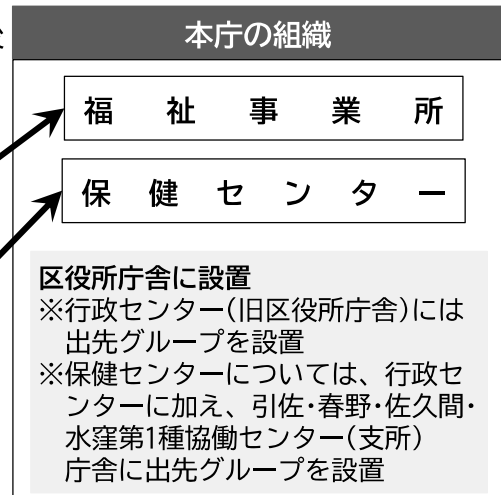 本庁の組織
福祉事業所
保健センター
区役所庁舎に設置
※行政センター(旧区役所庁舎)には
出先グループを設置
※保健センターについては、行政セ
ンターに加え、引佐・春野・佐久間・
水窪第1種協働センター(支所)
庁舎に出先グループを設置